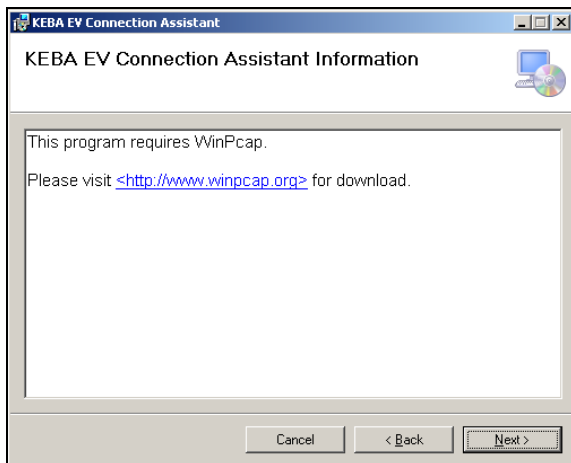 KEBA EV Connection Assistant
KEBA EV Connection Assistant Information
This program requires WinPcap.
Please visit <http://www.winpcap.org> for download.
Cancel
< Back
Next >